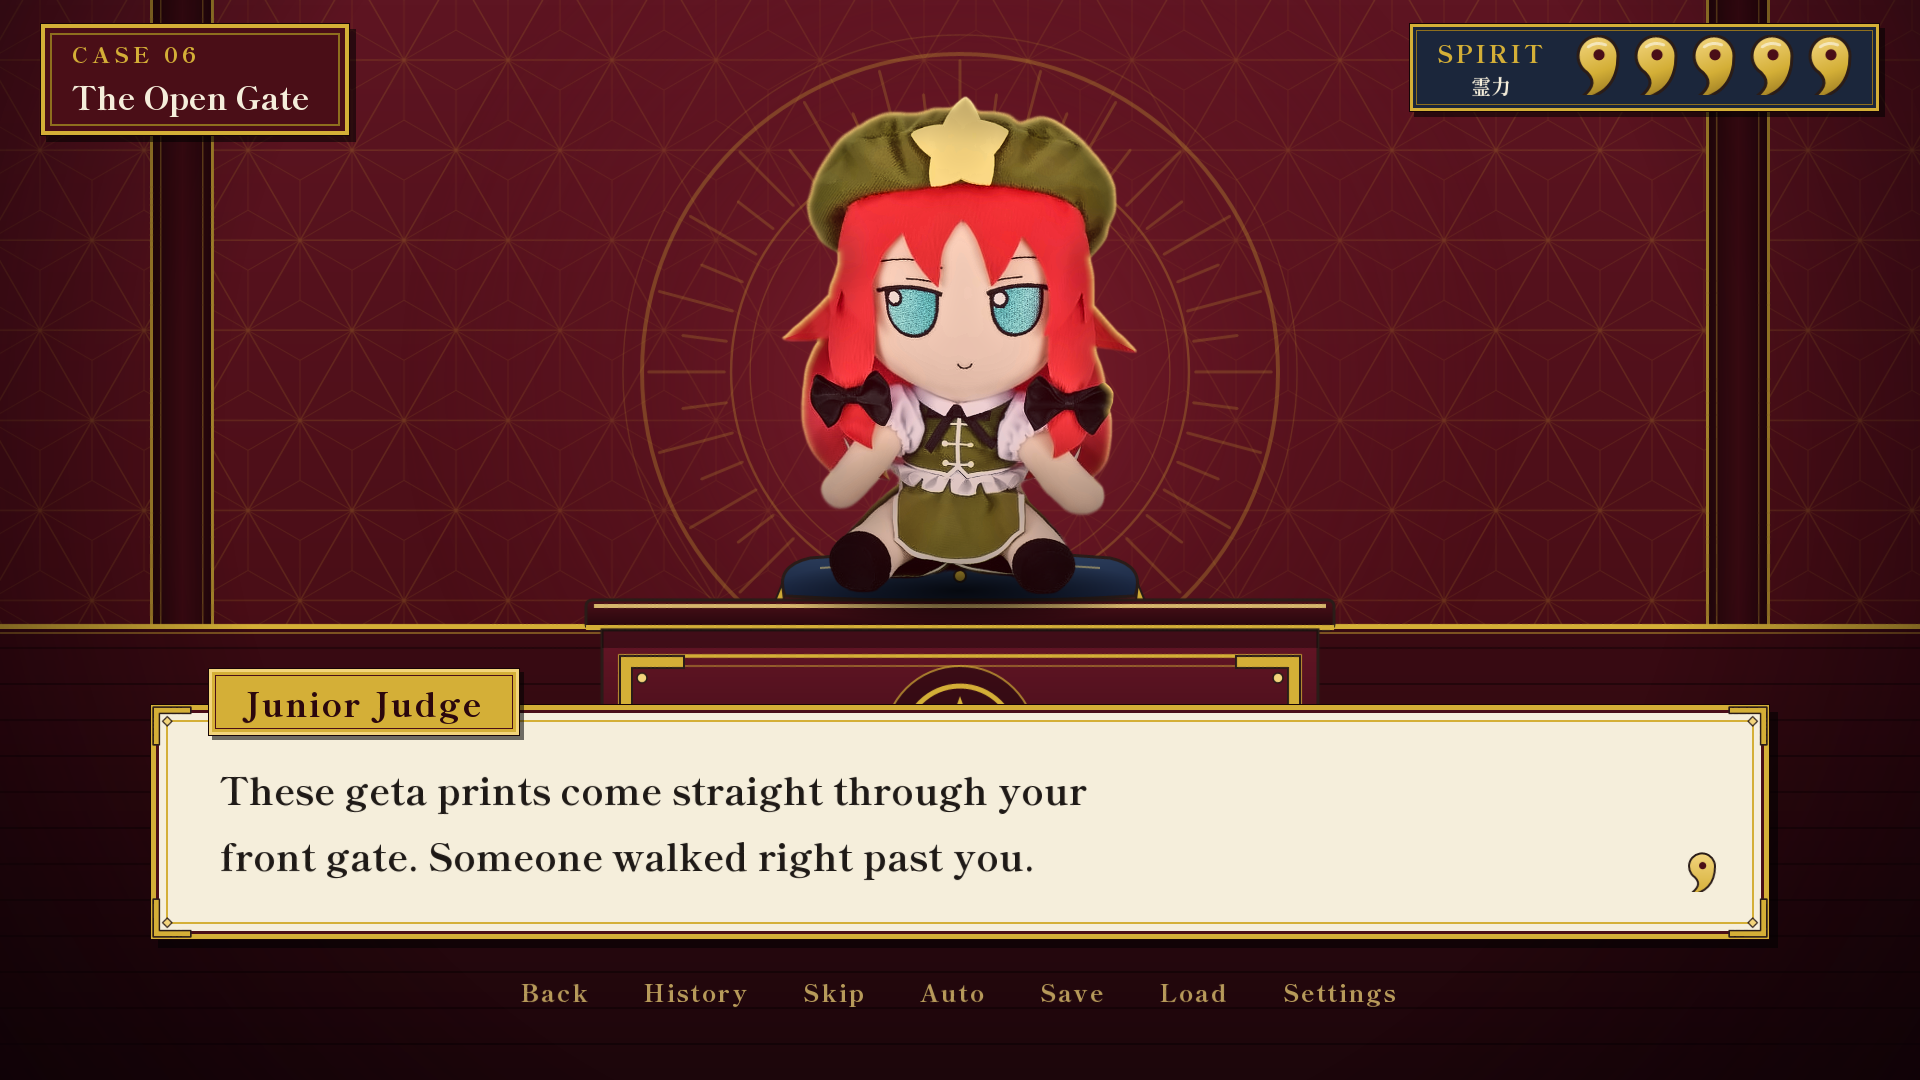 CASE 06
The Open Gate
SPIRIT
霊力
Junior Judge
These geta prints come straight through your
front gate. Someone walked right past you.
Back History Skip Auto Save Load Settings